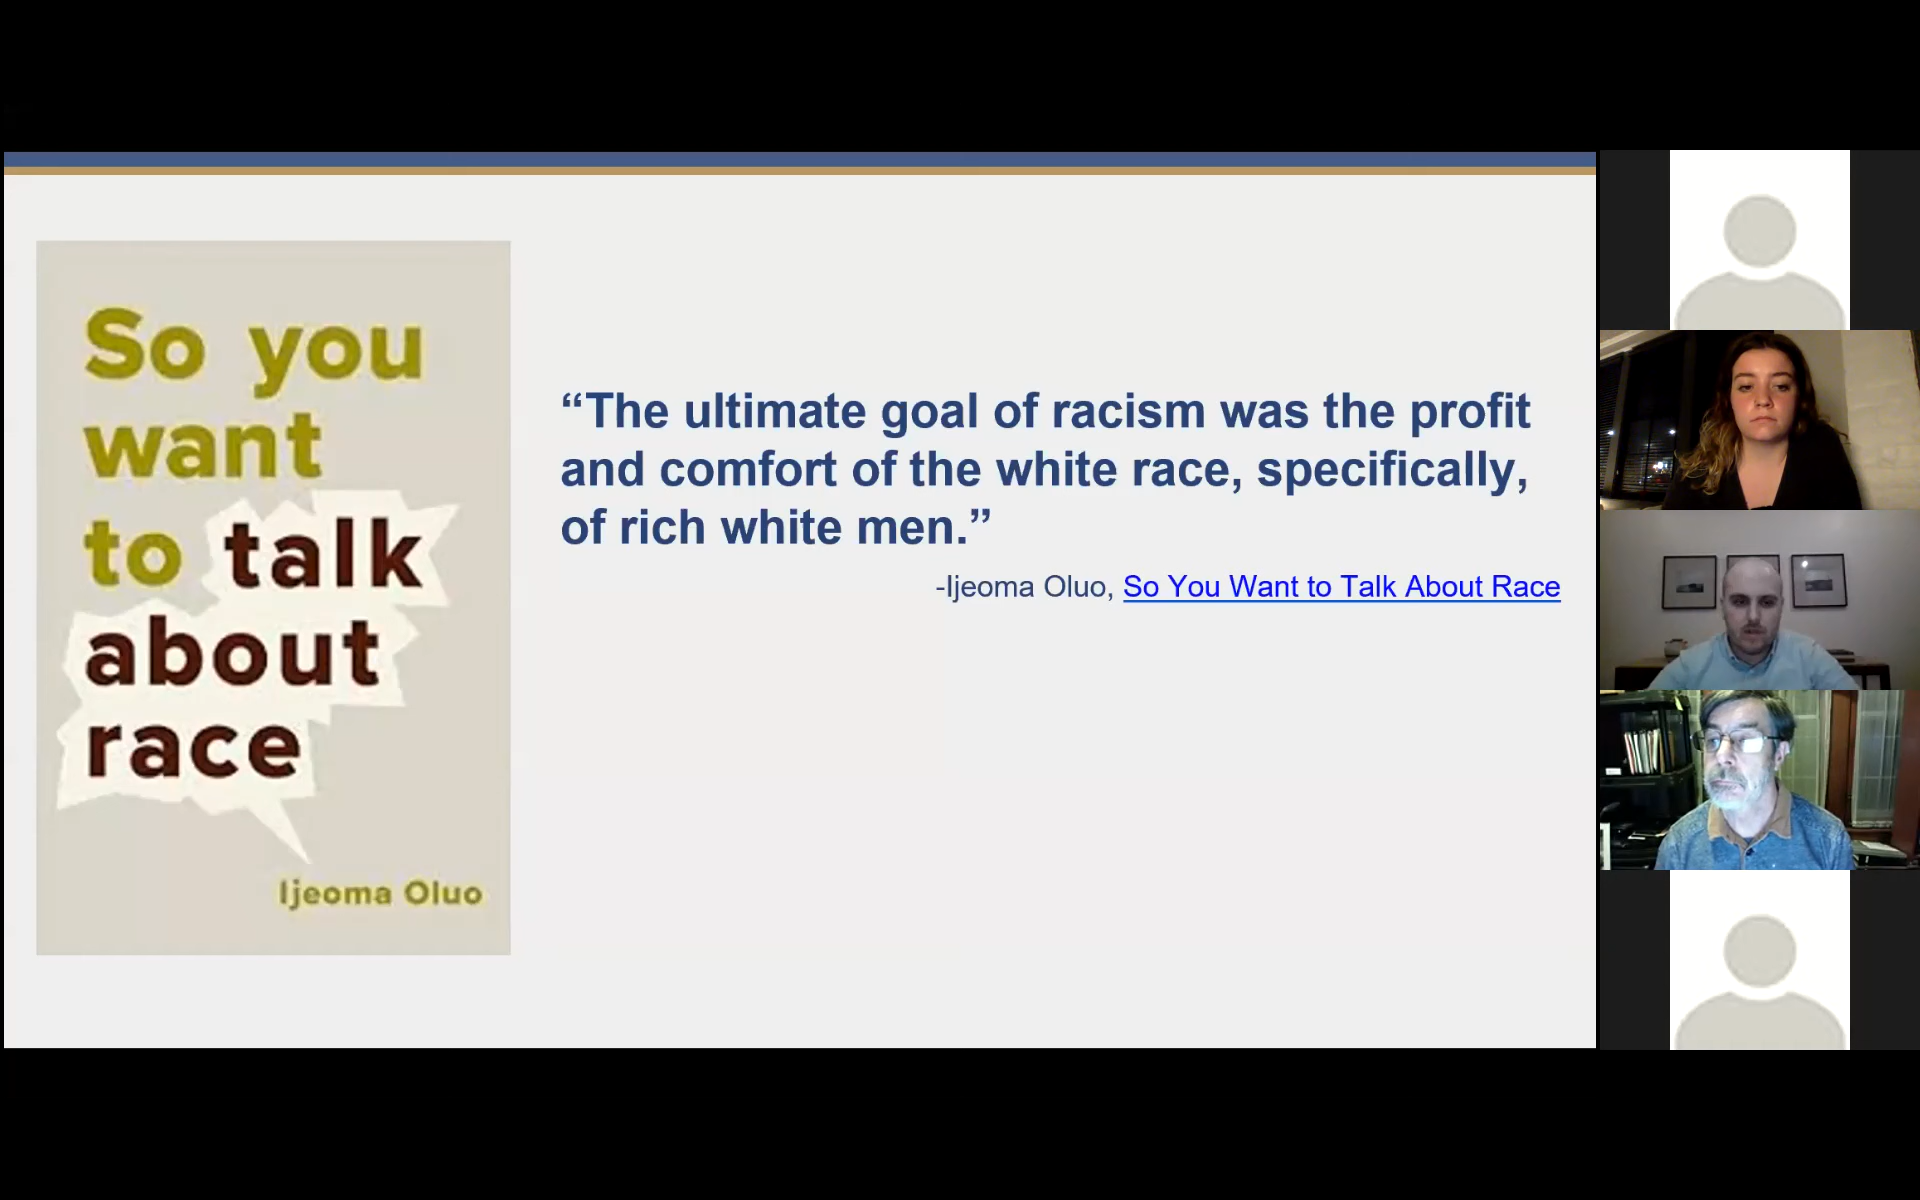 So you
want
to talk
about
race
Ijeoma Oluo
“The ultimate goal of racism was the profit
and comfort of the white race, specifically,
of rich white men.”
-Ijeoma Oluo, So You Want to Talk About Race